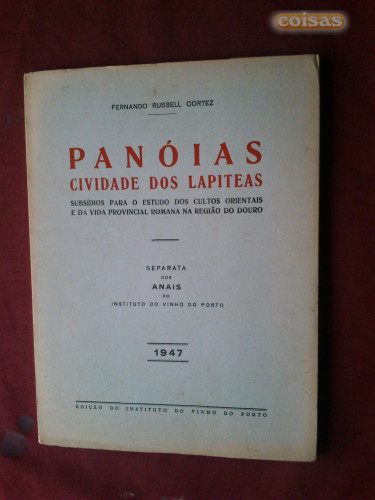 coisas
FERNANDO RUSSELL CORTEZ
PANÓIAS
CIVIDADE DOS LAPITEAS
SUBSÍDIOS PARA O ESTUDO DOS CULTOS ORIENTAIS
E DA VIDA PROVINCIAL ROMANA NA REGIÃO DO DOURO
SEPARATA
DOS
ANAIS
DO
INSTITUTO DO VINHO DO PORTO
1947
EDIÇÃO DO INSTITUTO DO VINHO DO PORTO